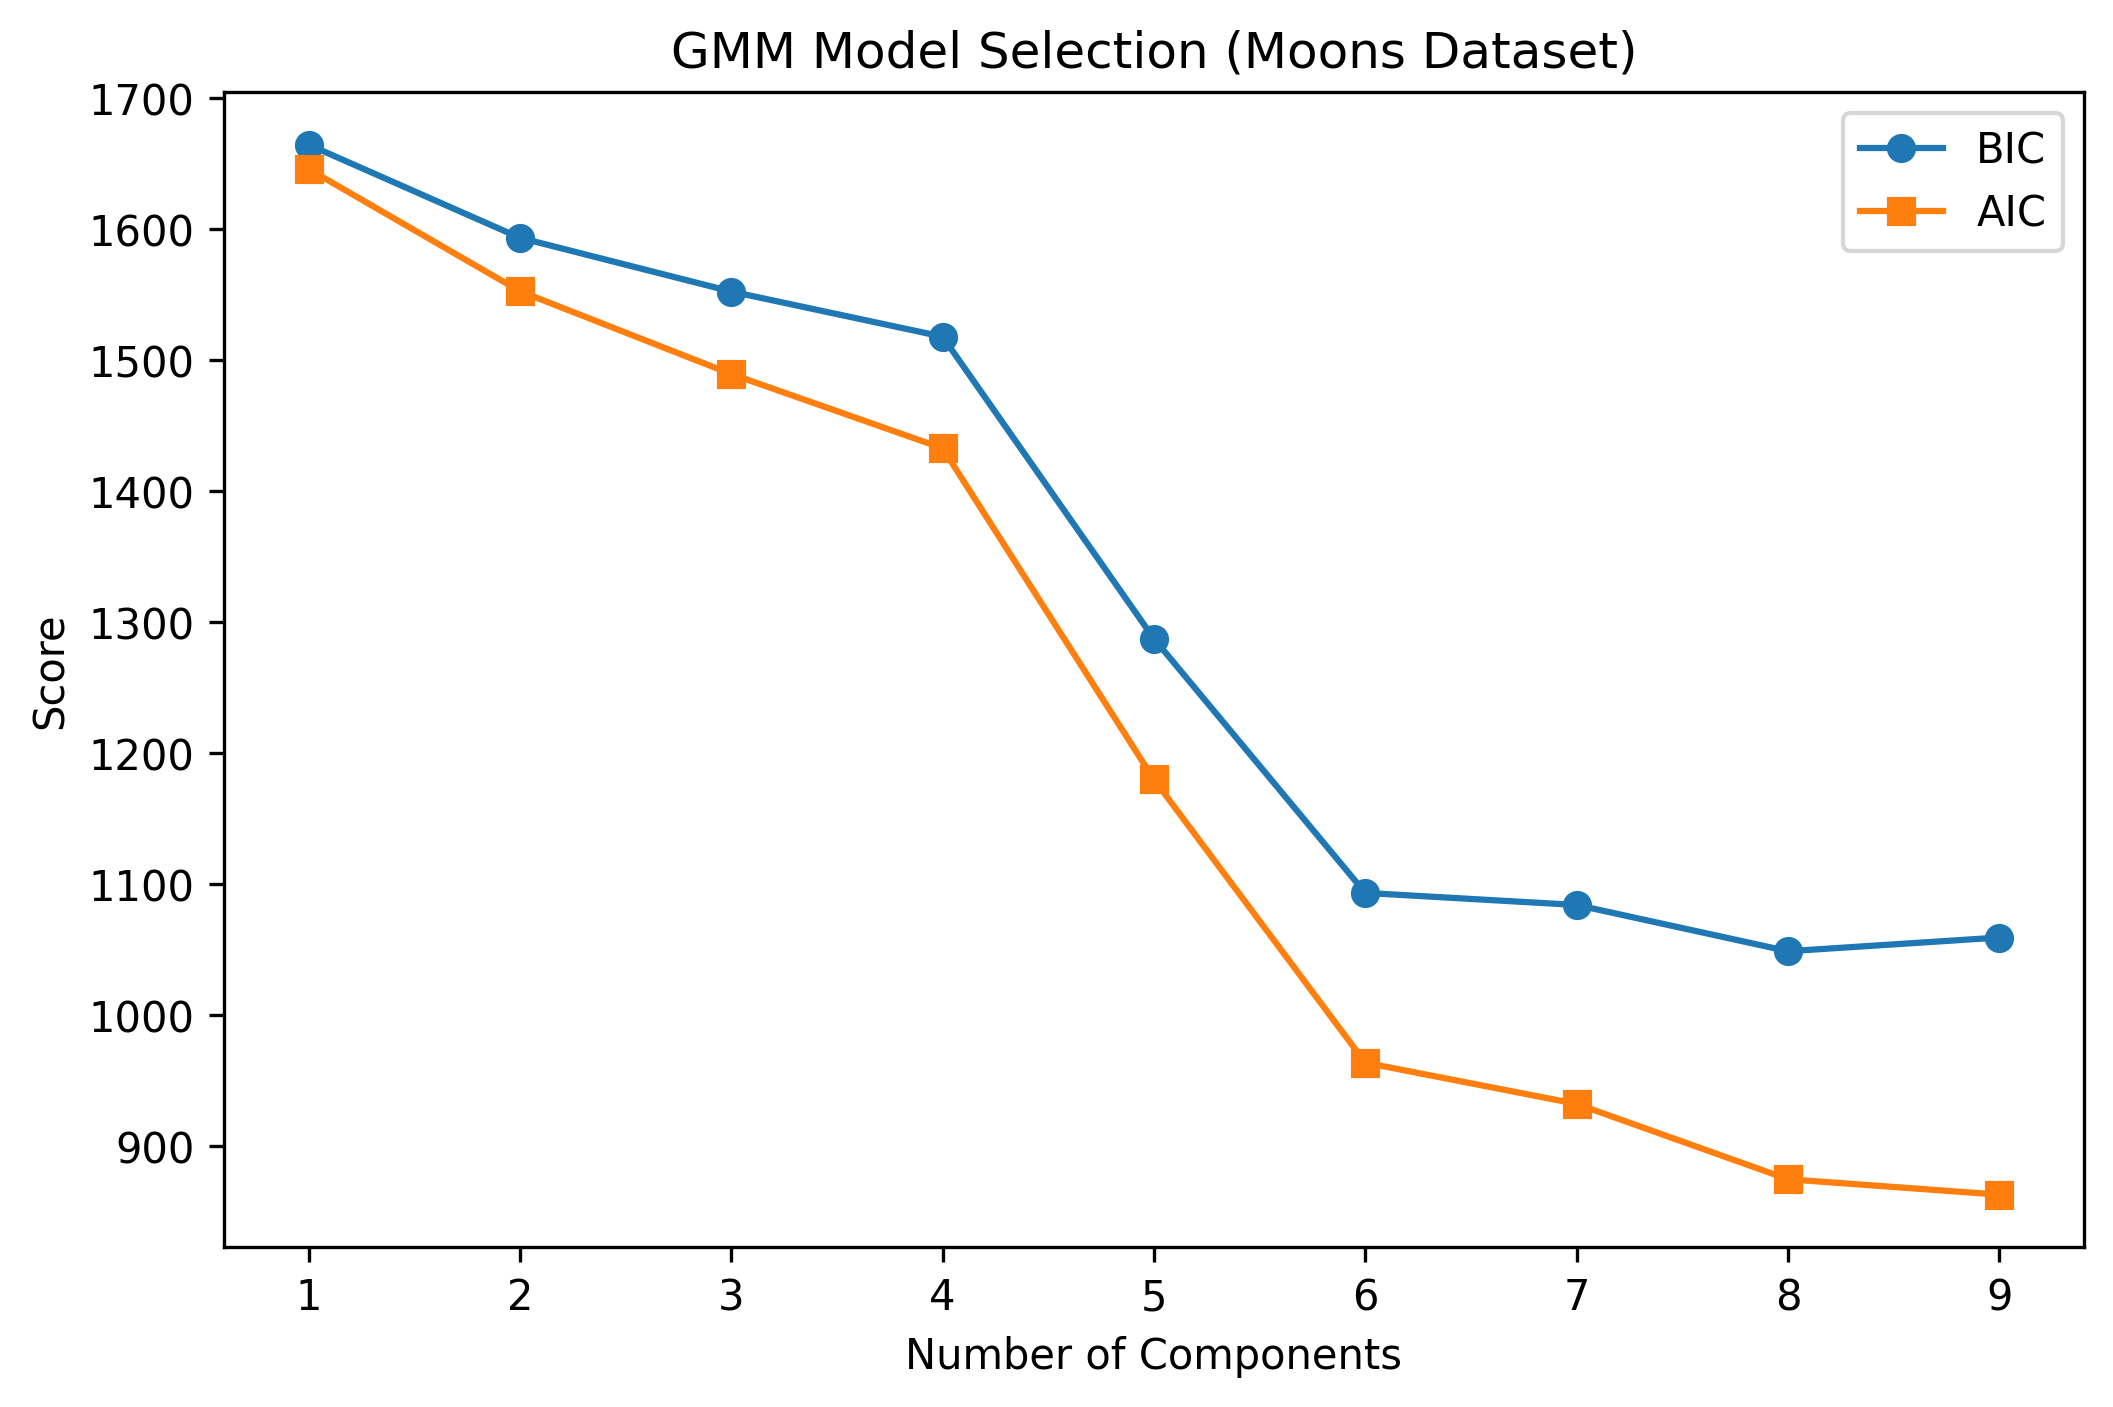 GMM Model Selection (Moons Dataset)
BIC
AIC
Score
1700
1600
1500
1400
1300
1200
1100
1000
900
1 2 3 4 5 6 7 8 9
Number of Components